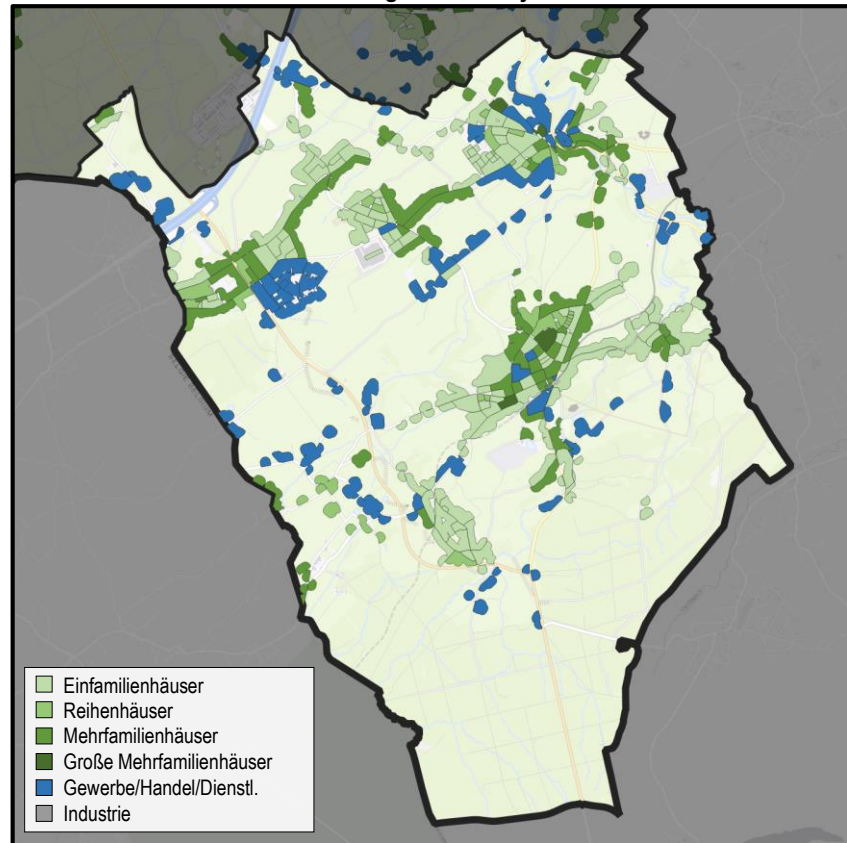 Einfamilienhäuser
Reihenhäuser
Mehrfamilienhäuser
Große Mehrfamilienhäuser
Gewerbe/Handel/Dienstl.
Industrie